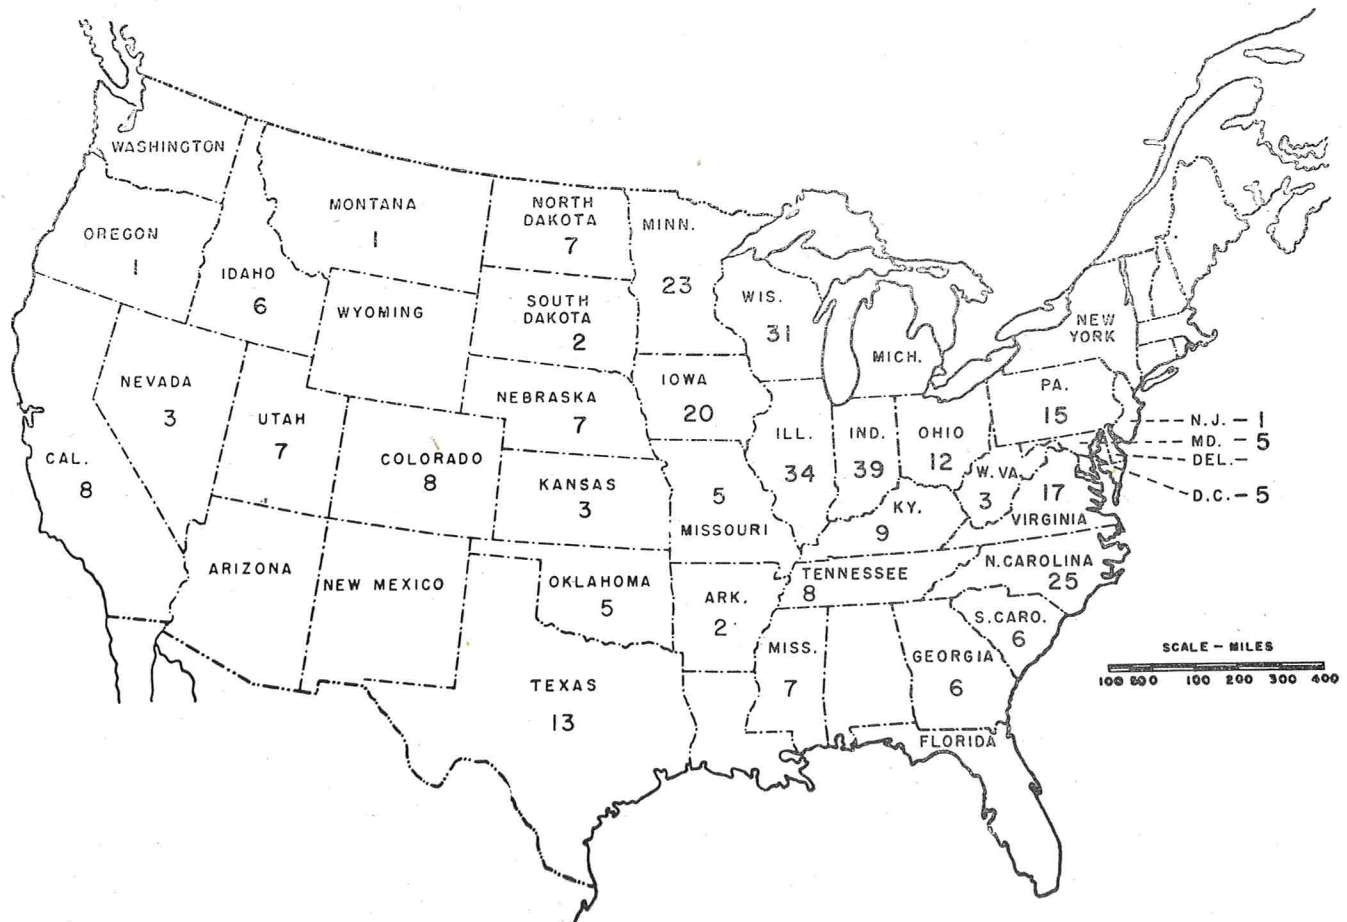 WASHINGTON
OREGON
1
IDAHO
6
MONTANA
1
WYOMING
NORTH
DAKOTA
7
SOUTH
DAKOTA
2
MINN.
23
WIS.
31
MICH.
NEW
YORK
NEVADA
3
UTAH
7
CAL.
8
COLORADO
8
NEBRASKA
7
KANSAS
3
IOWA
20
5
MISSOURI
ILL.
34
IND.
39
OHIO
12
PA.
15
N.J. - 1
MD. - 5
DEL. -
D.C. - 5
W. VA.
3
17
VIRGINIA
KY.
9
ARIZONA
NEW MEXICO
OKLAHOMA
5
ARK.
2
TENNESSEE
8
N. CAROLINA
25
S. CARO.
6
GEORGIA
6
MISS.
7
TEXAS
13
FLORIDA
SCALE - MILES
100 50 0 100 200 300 400